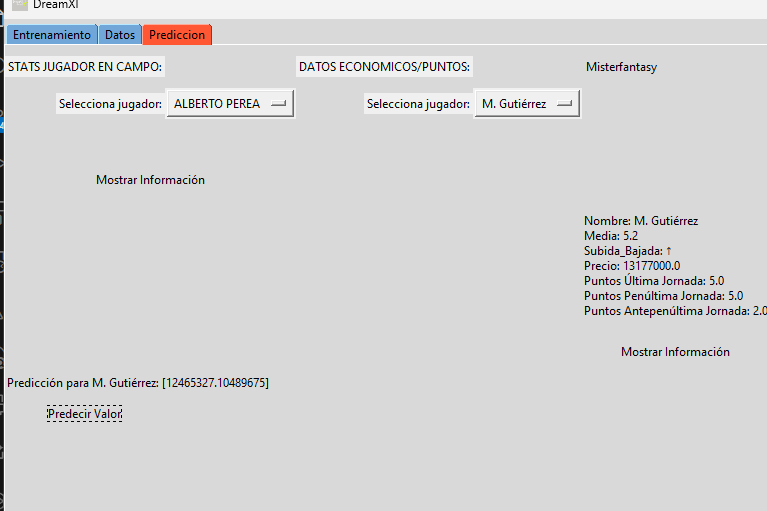 DreamXI
Entrenamiento Datos Prediccion
STATS JUGADOR EN CAMPO: DATOS ECONOMICOS/PUNTOS: Misterfantasy
Selecciona jugador: ALBERTO PEREA Selecciona jugador: M. Gutiérrez
Mostrar Información
Nombre: M. Gutiérrez
Media: 5.2
Subida_Bajada: ↑
Precio: 13177000.0
Puntos Última Jornada: 5.0
Puntos Penúltima Jornada: 5.0
Puntos Antepenúltima Jornada: 2.0
Mostrar Información
Predicción para M. Gutiérrez: [12465327.10489675]
Predecir Valor